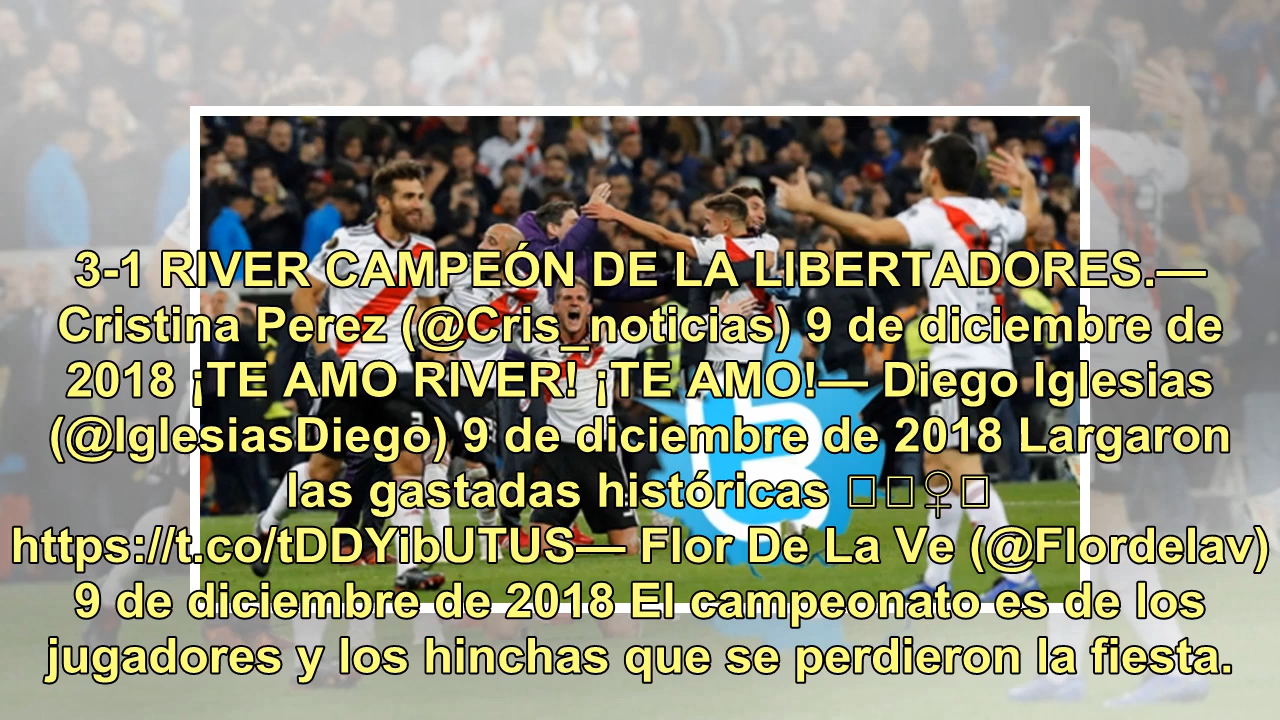 3-1 RIVER CAMPEÓN DE LA LIBERTADORES.—
Cristina Perez (@Cris_noticias) 9 de diciembre de
2018 ¡TE AMO RIVER! ¡TE AMO!— Diego Iglesias
(@IglesiasDiego) 9 de diciembre de 2018 Largaron
las gastadas históricas □□♀□
https://t.co/tDDYibUTUS— Flor De La Ve (@Flordelav)
9 de diciembre de 2018 El campeonato es de los
jugadores y los hinchas que se perdieron la fiesta.